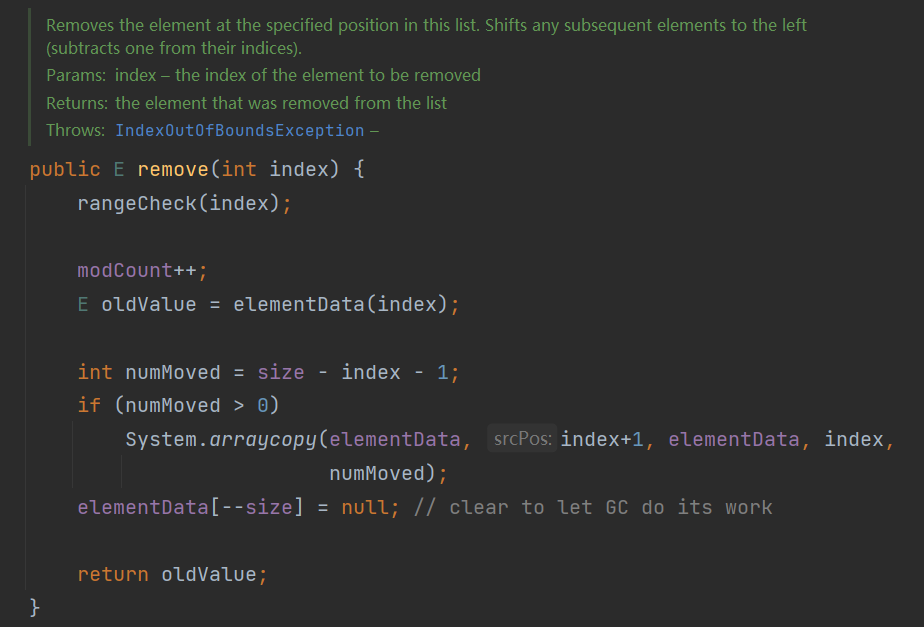 Removes the element at the specified position in this list. Shifts any subsequent elements to the left
(subtracts one from their indices).
Params: index – the index of the element to be removed
Returns: the element that was removed from the list
Throws: IndexOutOfBoundsException –
public E remove(int index) {
    rangeCheck(index);

    modCount++;
    E oldValue = elementData(index);

    int numMoved = size - index - 1;
    if (numMoved > 0)
        System.arraycopy(elementData, srcPos: index+1, elementData, index,
                         numMoved);
    elementData[--size] = null; // clear to let GC do its work

    return oldValue;
}